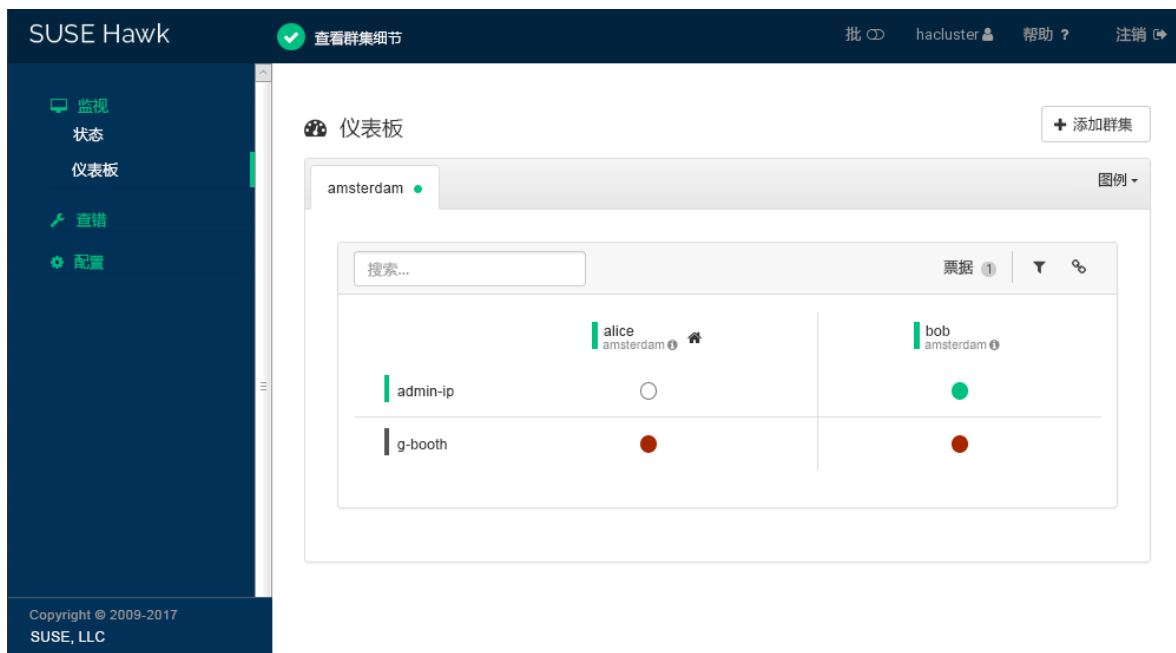 SUSE Hawk
查看群集细节
批
hacluster
帮助 ?
注销
监视
状态
仪表板
查错
配置
仪表板
添加群集
amsterdam
图例
搜索...
票据 1
alice
amsterdam
bob
amsterdam
admin-ip
g-booth
Copyright © 2009-2017
SUSE, LLC